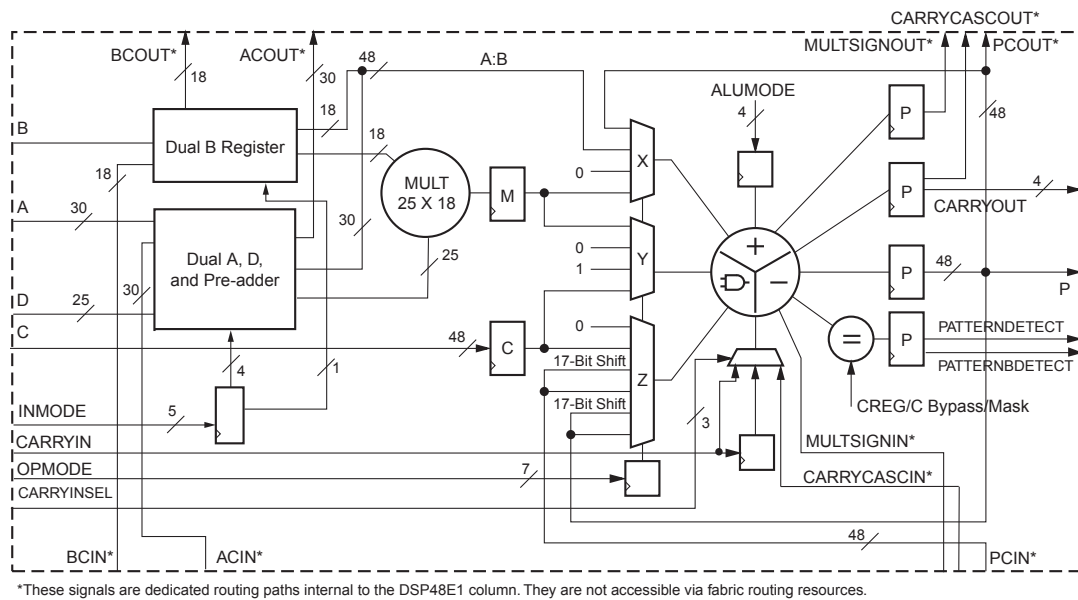 CARRYCASCOUT*
BCOUT* ACOUT* MULTSIGNOUT* PCOUT*
48 A:B
18 30 ALUMODE
18 4 48
B P
Dual B Register 18 X
0
18 MULT
25 X 18 M P 4
A CARRYOUT
30 30
Dual A, D,
and Pre-adder 0 Y + 48
25 1 − P P
30
D 25
C 0 PATTERNDETECT
48 C = P
17-Bit Shift PATTERNBDETECT
4 1 Z
17-Bit Shift
INMODE 5 3 CREG/C Bypass/Mask
CARRYIN MULTSIGNIN*
OPMODE 7 CARRYCASCIN*
CARRYINSEL
48
BCIN* ACIN* PCIN*
*These signals are dedicated routing paths internal to the DSP48E1 column. They are not accessible via fabric routing resources.